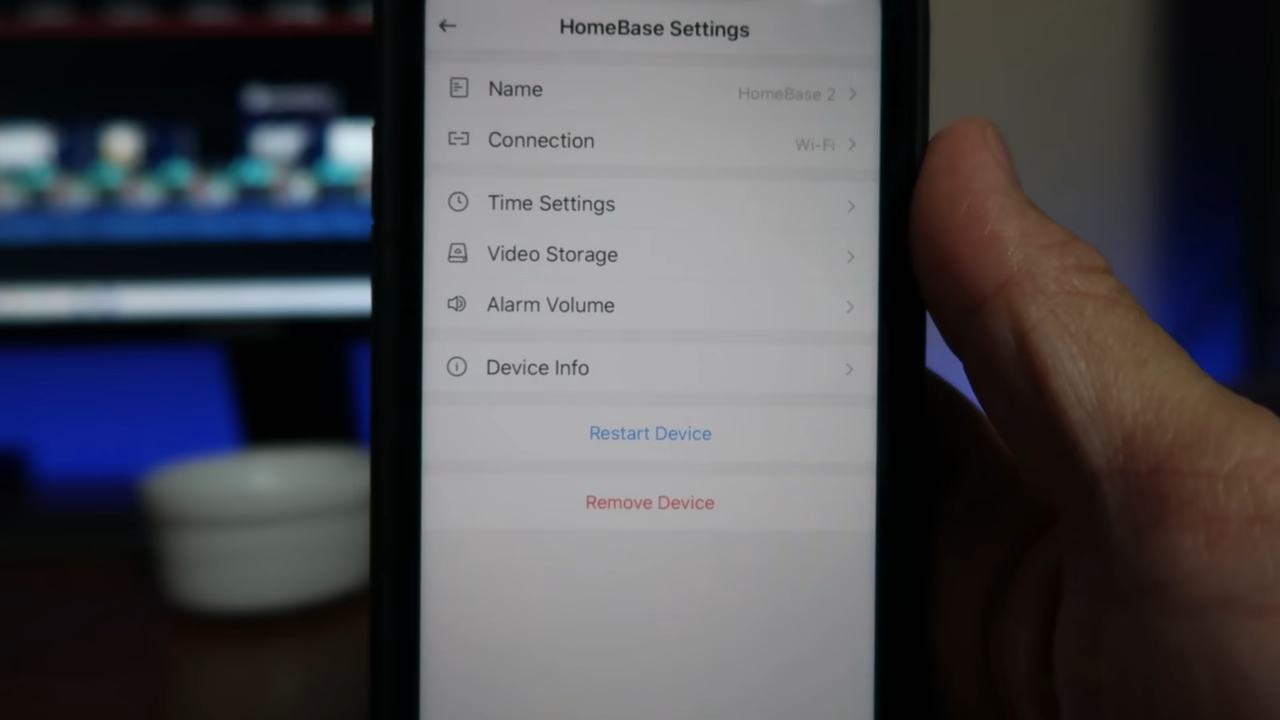 HomeBase Settings
Name HomeBase 2
Connection Wi-Fi
Time Settings
Video Storage
Alarm Volume
Device Info
Restart Device
Remove Device